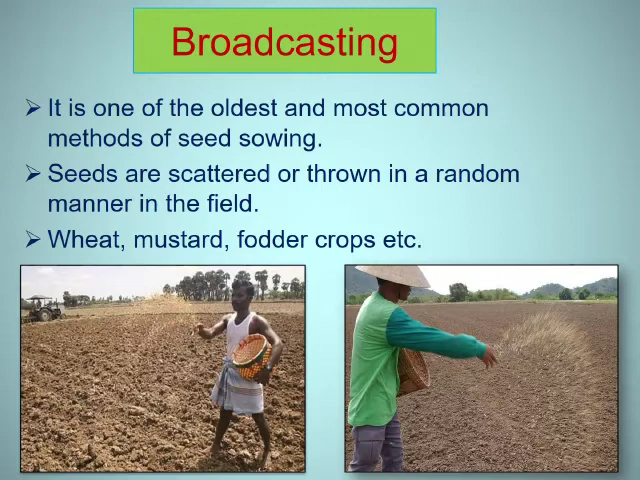 Broadcasting
➢ It is one of the oldest and most common
methods of seed sowing.
➢ Seeds are scattered or thrown in a random
manner in the field.
➢ Wheat, mustard, fodder crops etc.